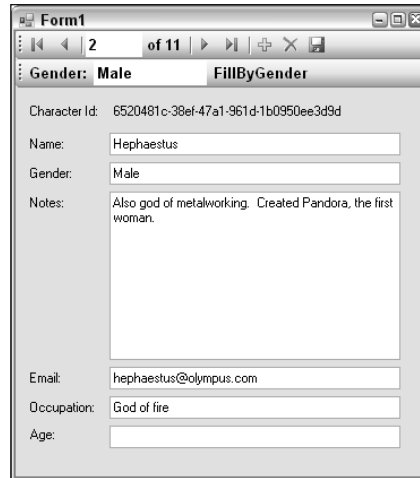 Form1
2 of 11
Gender: Male FillByGender
Character Id: 6520481c-38ef-47a1-961d-1b0950ee3d9d
Name: Hephaestus
Gender: Male
Notes: Also god of metalworking. Created Pandora, the first
woman.
Email: hephaestus@olympus.com
Occupation: God of fire
Age: